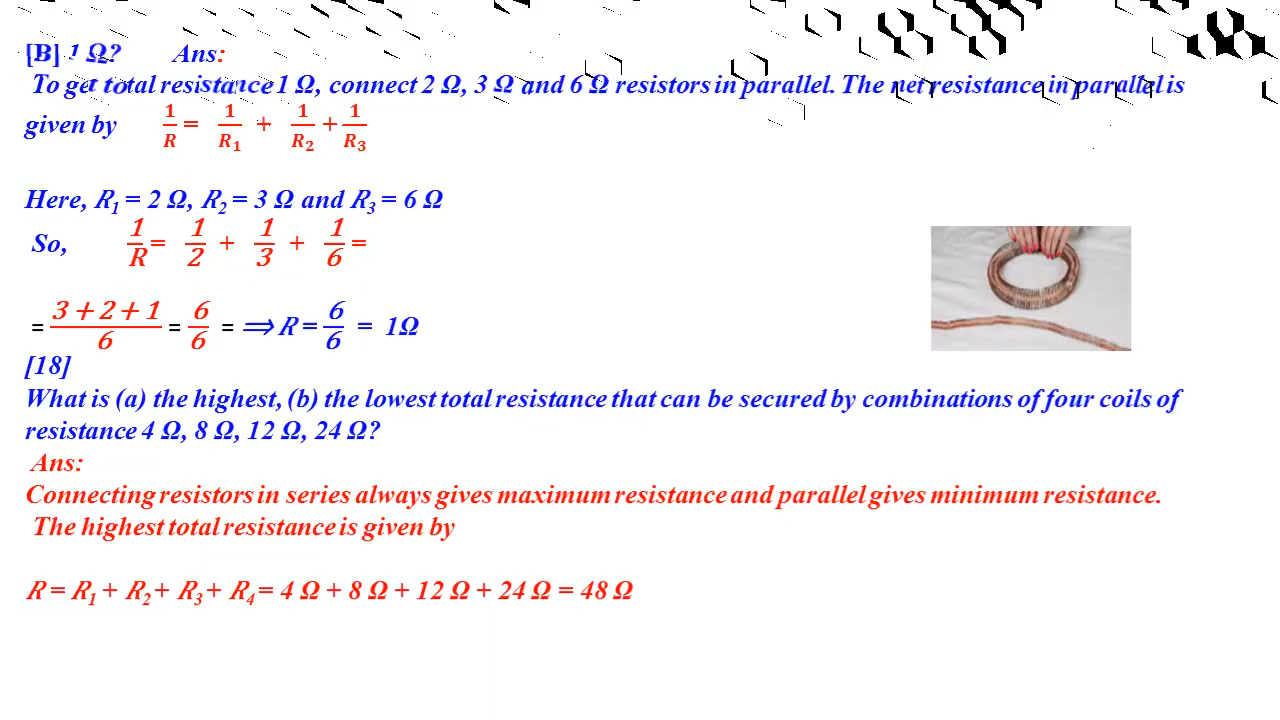 [B] 1 Ω? Ans:
To get total resistance 1 Ω, connect 2 Ω, 3 Ω and 6 Ω resistors in parallel. The net resistance in parallel is
given by 1/R = 1/R₁ + 1/R₂ + 1/R₃
Here, R₁ = 2 Ω, R₂ = 3 Ω and R₃ = 6 Ω
So, 1/R = 1/2 + 1/3 + 1/6 =
= (3 + 2 + 1)/6 = 6/6 = ⟹ R = 6/6 = 1Ω
[18]
What is (a) the highest, (b) the lowest total resistance that can be secured by combinations of four coils of
resistance 4 Ω, 8 Ω, 12 Ω, 24 Ω?
Ans:
Connecting resistors in series always gives maximum resistance and parallel gives minimum resistance.
The highest total resistance is given by
R = R₁ + R₂ + R₃ + R₄ = 4 Ω + 8 Ω + 12 Ω + 24 Ω = 48 Ω